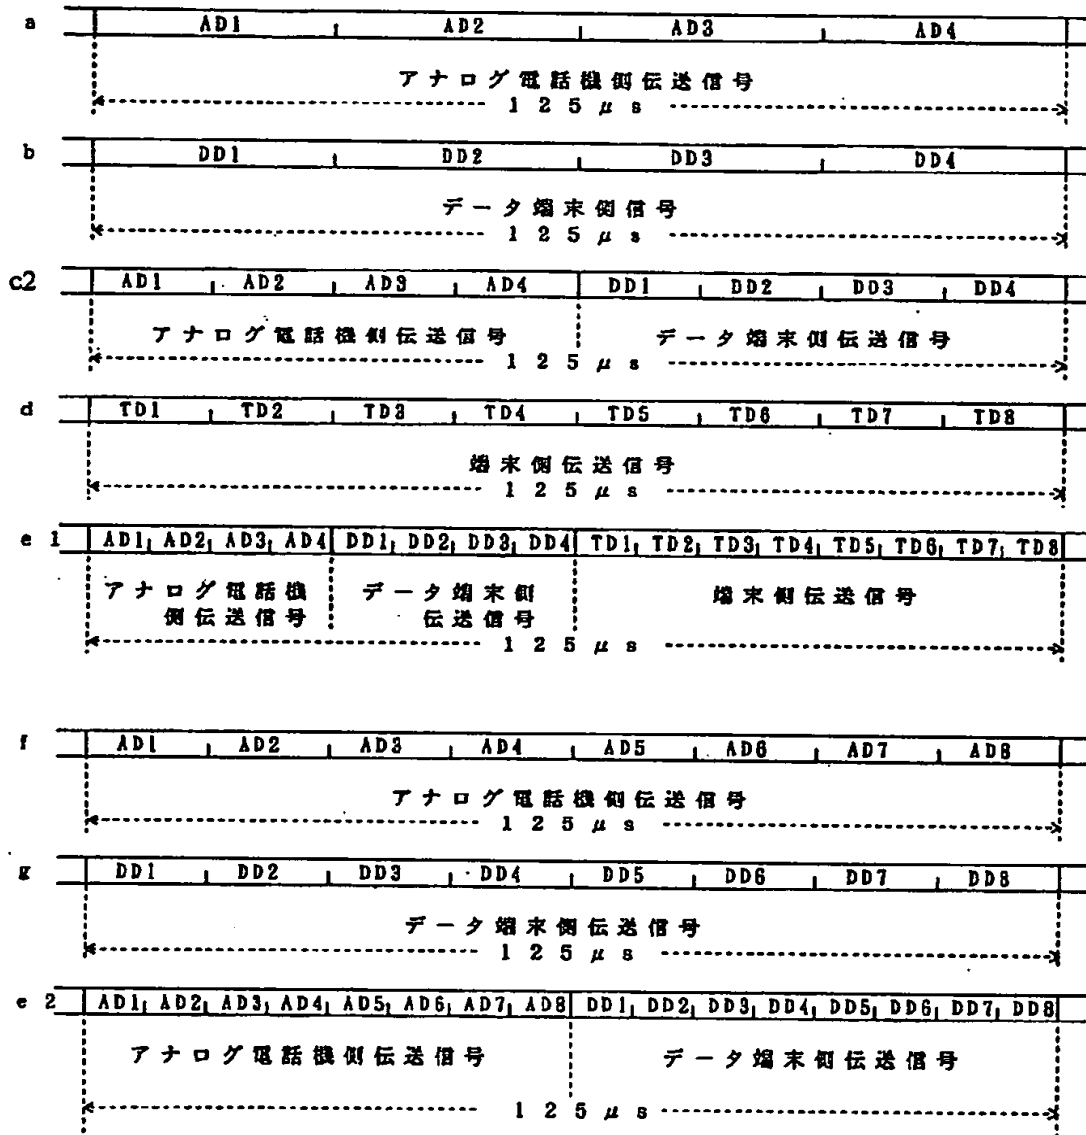 a AD1 AD2 AD3 AD4
アナログ電話機側伝送信号
125μs
b DD1 DD2 DD3 DD4
データ端末側信号
125μs
c2 AD1 AD2 AD3 AD4 DD1 DD2 DD3 DD4
アナログ電話機側伝送信号 データ端末側伝送信号
125μs
d TD1 TD2 TD3 TD4 TD5 TD6 TD7 TD8
端末側伝送信号
125μs
e 1 AD1 AD2 AD3 AD4 DD1 DD2 DD3 DD4 TD1 TD2 TD3 TD4 TD5 TD6 TD7 TD8
アナログ電話機 データ端末側 端末側伝送信号
側伝送信号 伝送信号
125μs
f AD1 AD2 AD3 AD4 AD5 AD6 AD7 AD8
アナログ電話機側伝送信号
125μs
g DD1 DD2 DD3 DD4 DD5 DD6 DD7 DD8
データ端末側伝送信号
125μs
e 2 AD1 AD2 AD3 AD4 AD5 AD6 AD7 AD8 DD1 DD2 DD3 DD4 DD5 DD6 DD7 DD8
アナログ電話機側伝送信号 データ端末側伝送信号
125μs